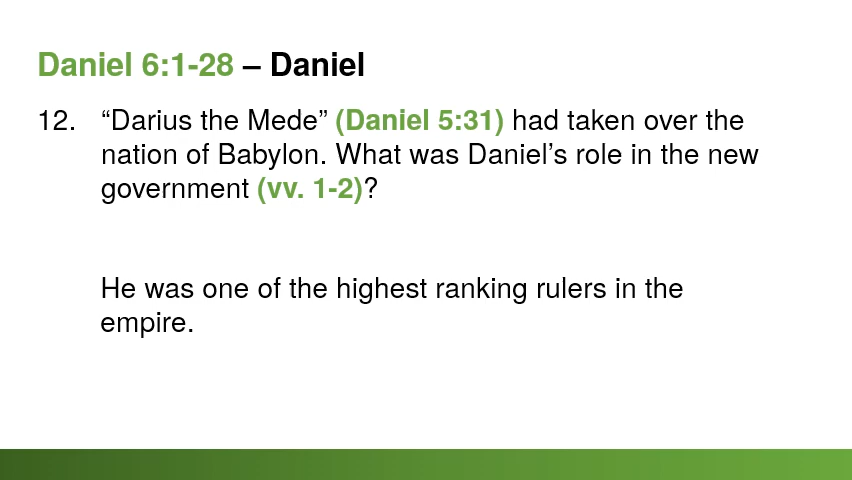 Daniel 6:1-28 – Daniel
12. “Darius the Mede” (Daniel 5:31) had taken over the
nation of Babylon. What was Daniel’s role in the new
government (vv. 1-2)?
He was one of the highest ranking rulers in the
empire.